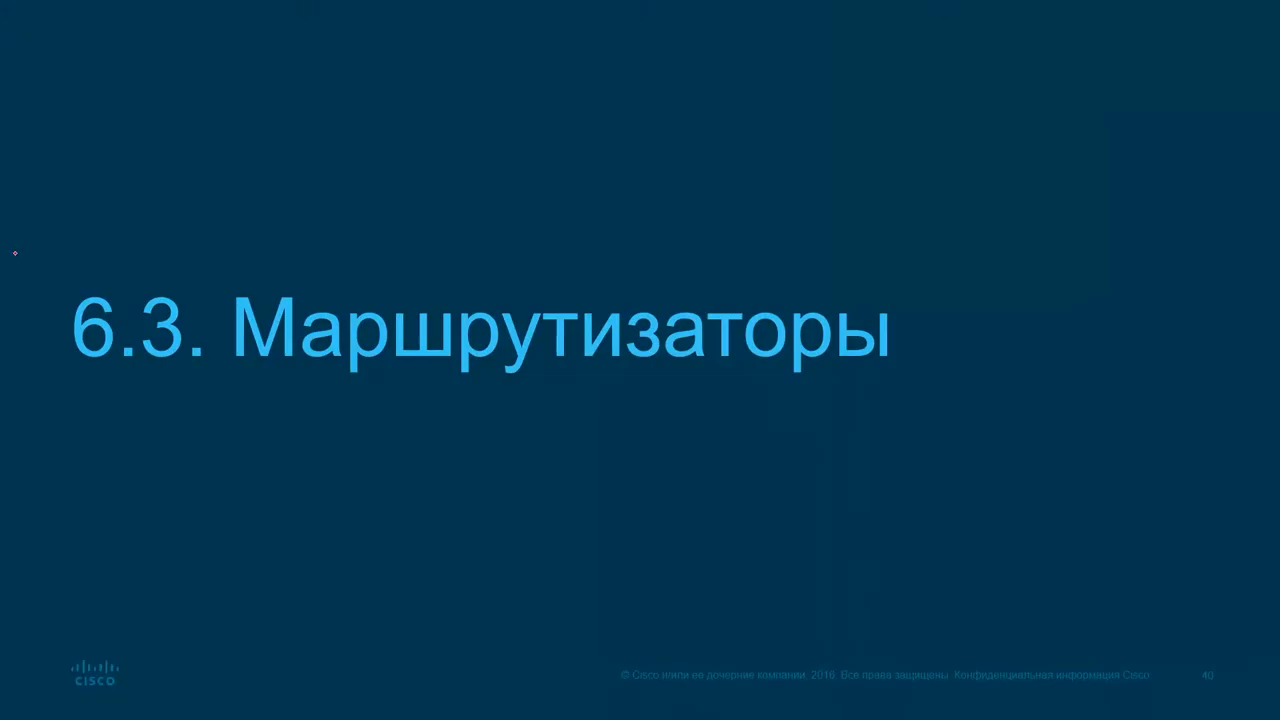 6.3. Маршрутизаторы
CISCO
© Cisco и/или ее дочерние компании, 2016. Все права защищены. Конфиденциальная информация Cisco
40